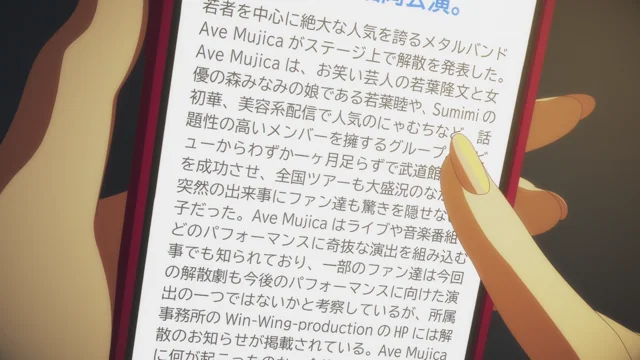 公演。
若者を中心に絶大な人気を誇るメタルバンド
Ave Mujica がステージ上で解散を発表した。
Ave Mujica は、お笑い芸人の若葉隆文と女
優の森みなみの娘である若葉睦や、Sumimi の
初華、美容系配信で人気のにゃむちなど、話
題性の高いメンバーを擁するグループ
ューからわずか一ヶ月足らずで武道館
を成功させ、全国ツアーも大盛況のな
突然の出来事にファン達も驚きを隠せな
子だった。Ave Mujica はライブや音楽番組
どのパフォーマンスに奇抜な演出を組み込む
事でも知られており、一部のファン達は今回
の解散劇も今後のパフォーマンスに向けた演
出の一つではないかと考察しているが、所属
事務所の Win-Wing-production の HP には解
散のお知らせが掲載されている。Ave Mujica
に何が起こったのか